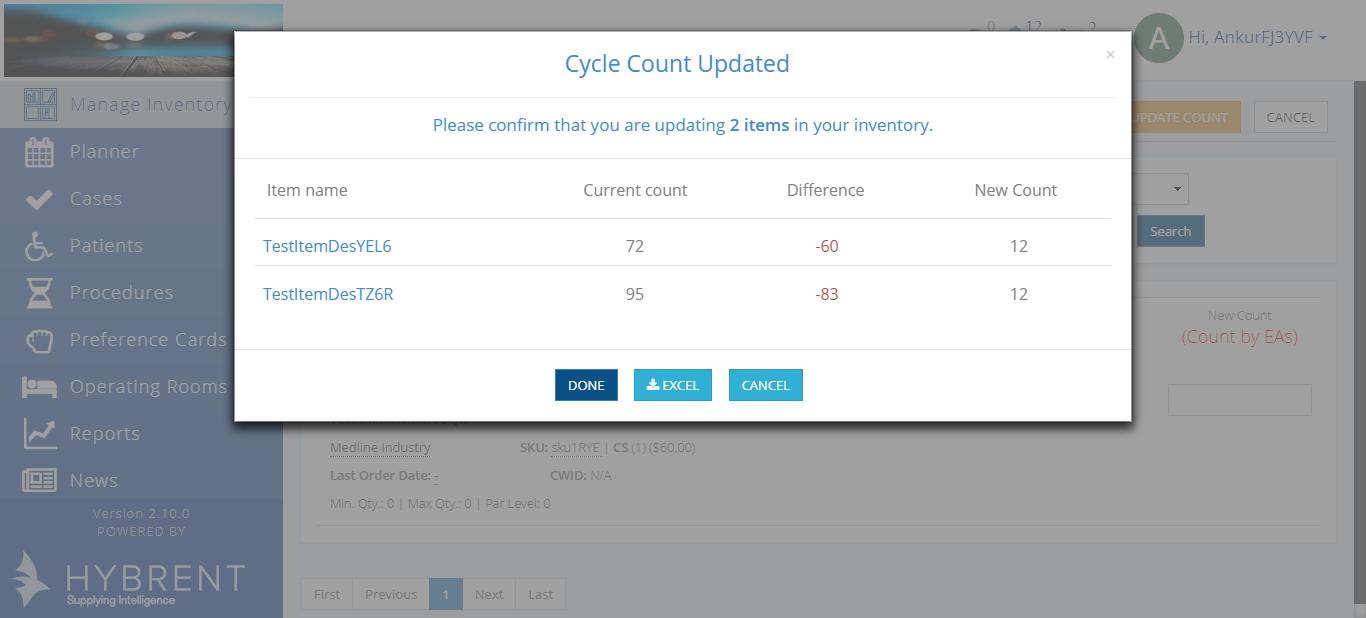 0 12 2
A Hi, AnkurFJ3YVF
Manage Inventory
Planner
Cases
Patients
Procedures
Preference Cards
Operating Rooms
Reports
News
Version 2.10.0
POWERED BY
HYBRENT
Supplying Intelligence
Cycle Count Updated
×
Please confirm that you are updating 2 items in your inventory.
Item name Current count Difference New Count
TestItemDesYEL6 72 -60 12
TestItemDesTZ6R 95 -83 12
DONE EXCEL CANCEL
UPDATE COUNT CANCEL
Search
New Count
(Count by EAs)
Medline Industry SKU: sku1RYE | CS (1) ($60.00)
Last Order Date: - CWID: N/A
Min. Qty.: 0 | Max Qty.: 0 | Par Level: 0
First Previous 1 Next Last